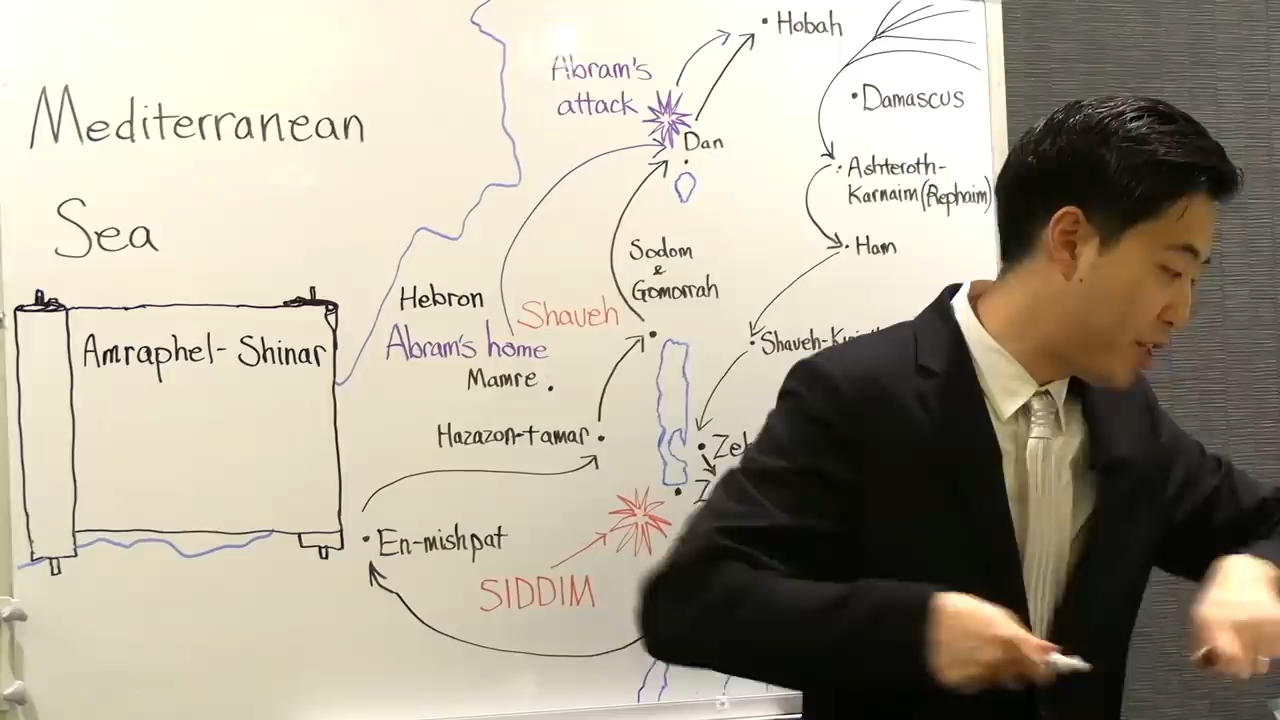 Mediterranean
Sea
Amraphel- Shinar
Abram's
attack
Hobah
Damascus
Dan
Ashteroth-
Karnaim (Rephaim)
Ham
Sodom
&
Gomorrah
Hebron
Abram's home
Mamre
Shaveh
Hazazon-tamar
En-mishpat
SIDDIM